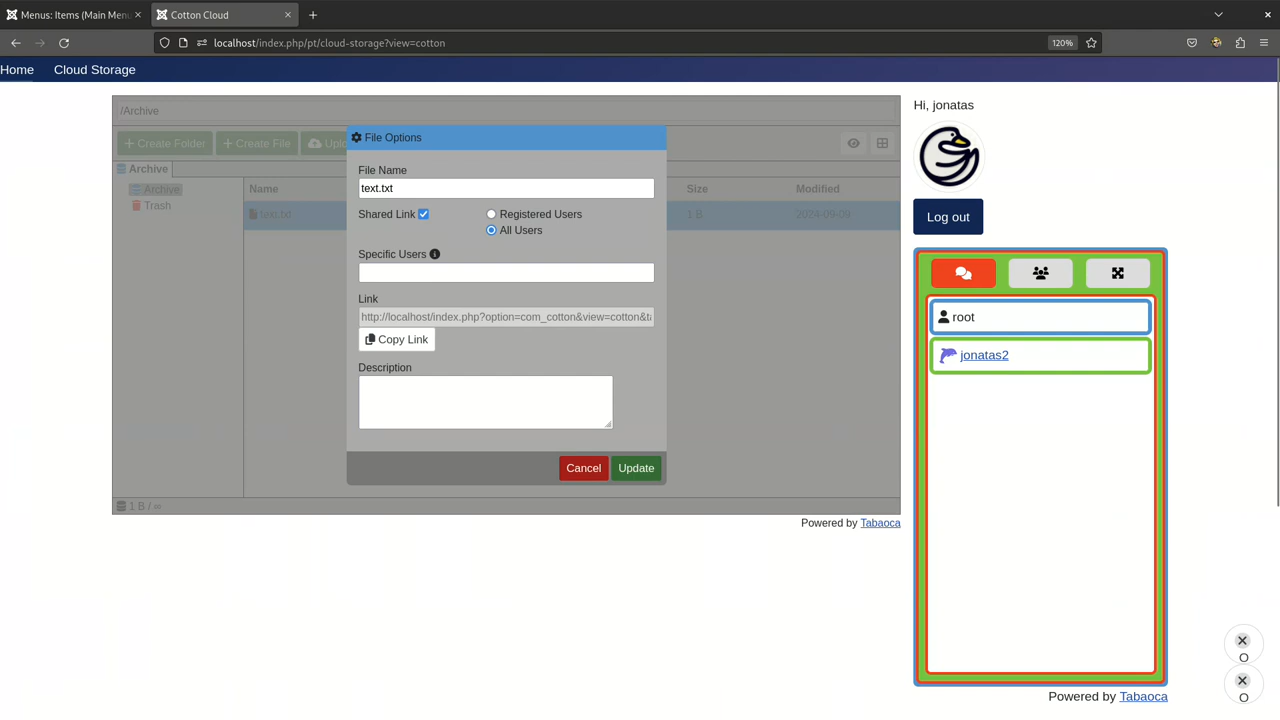 Menus: Items (Main Menu
Cotton Cloud
localhost/index.php/pt/cloud-storage?view=cotton
120%
Home
Cloud Storage
/Archive
Create Folder
Create File
Archive
Archive
Trash
Name
text.txt
Size
Modified
1 B
2024-09-09
File Options
File Name
text.txt
Shared Link
Registered Users
All Users
Specific Users
Link
http://localhost/index.php?option=com_cotton&view=cotton&t
Copy Link
Description
Cancel
Update
1 B / ∞
Powered by Tabaoca
Hi, jonatas
Log out
root
jonatas2
O
O
Powered by Tabaoca